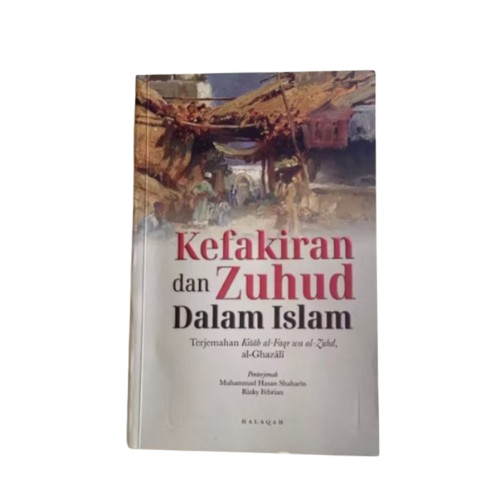 Kefakiran
dan Zuhud
Dalam Islam
Terjemahan Kitāb al-Faqr wa al-Zuhd,
al-Ghazālī
Penterjemah
Muhammad Hasan Shaharin
Rizky Febrian
HALAQAH